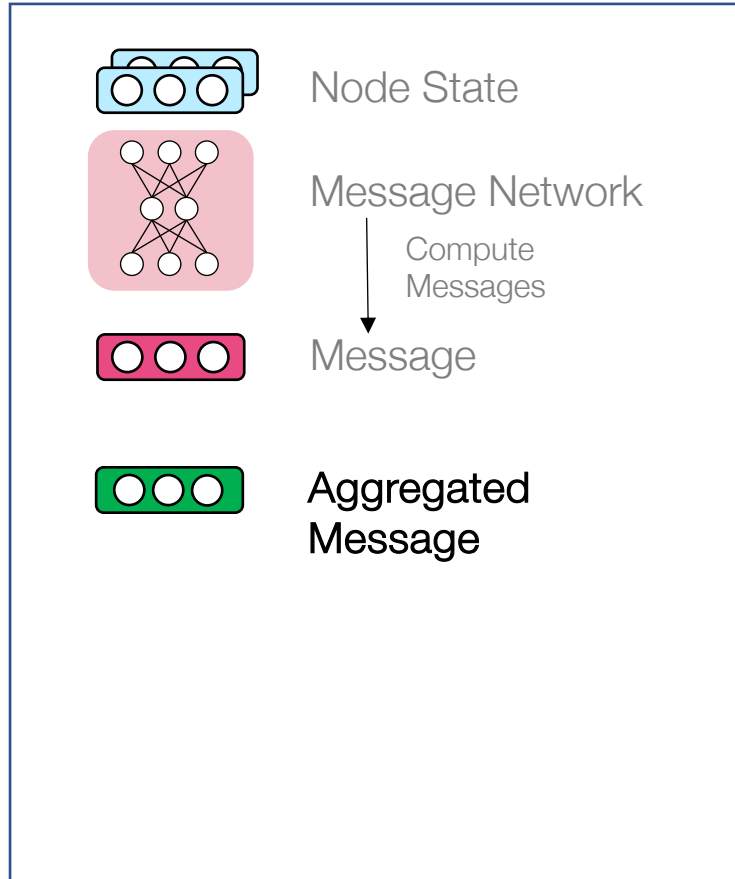 Node State
Message Network
Compute
Messages
Message
Aggregated
Message